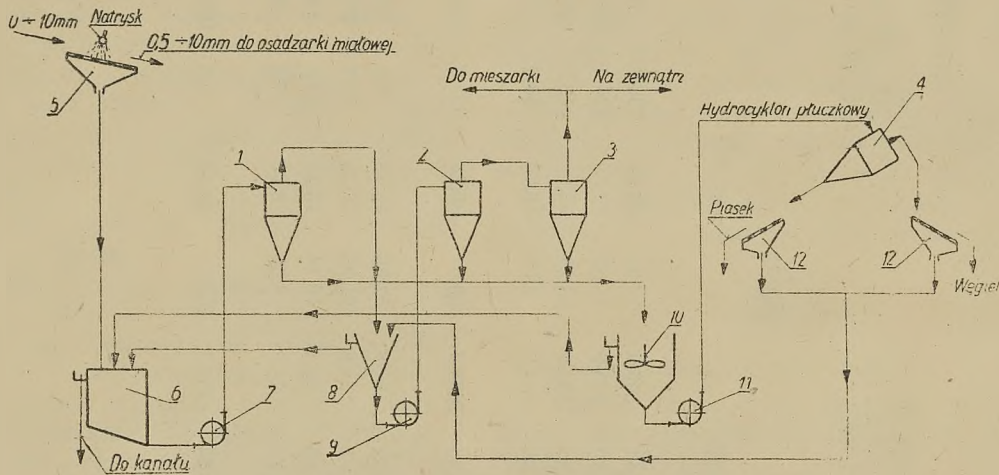 0÷10mm
Natrysk
0,5÷10mm do osadzarki miałowej
5
Do mieszarki
Na zewnątrz
Hydrocyklon płuczkowy
4
1
2
3
Piasek
12
12
Węgiel
10
6
7
8
9
11
Do kanału